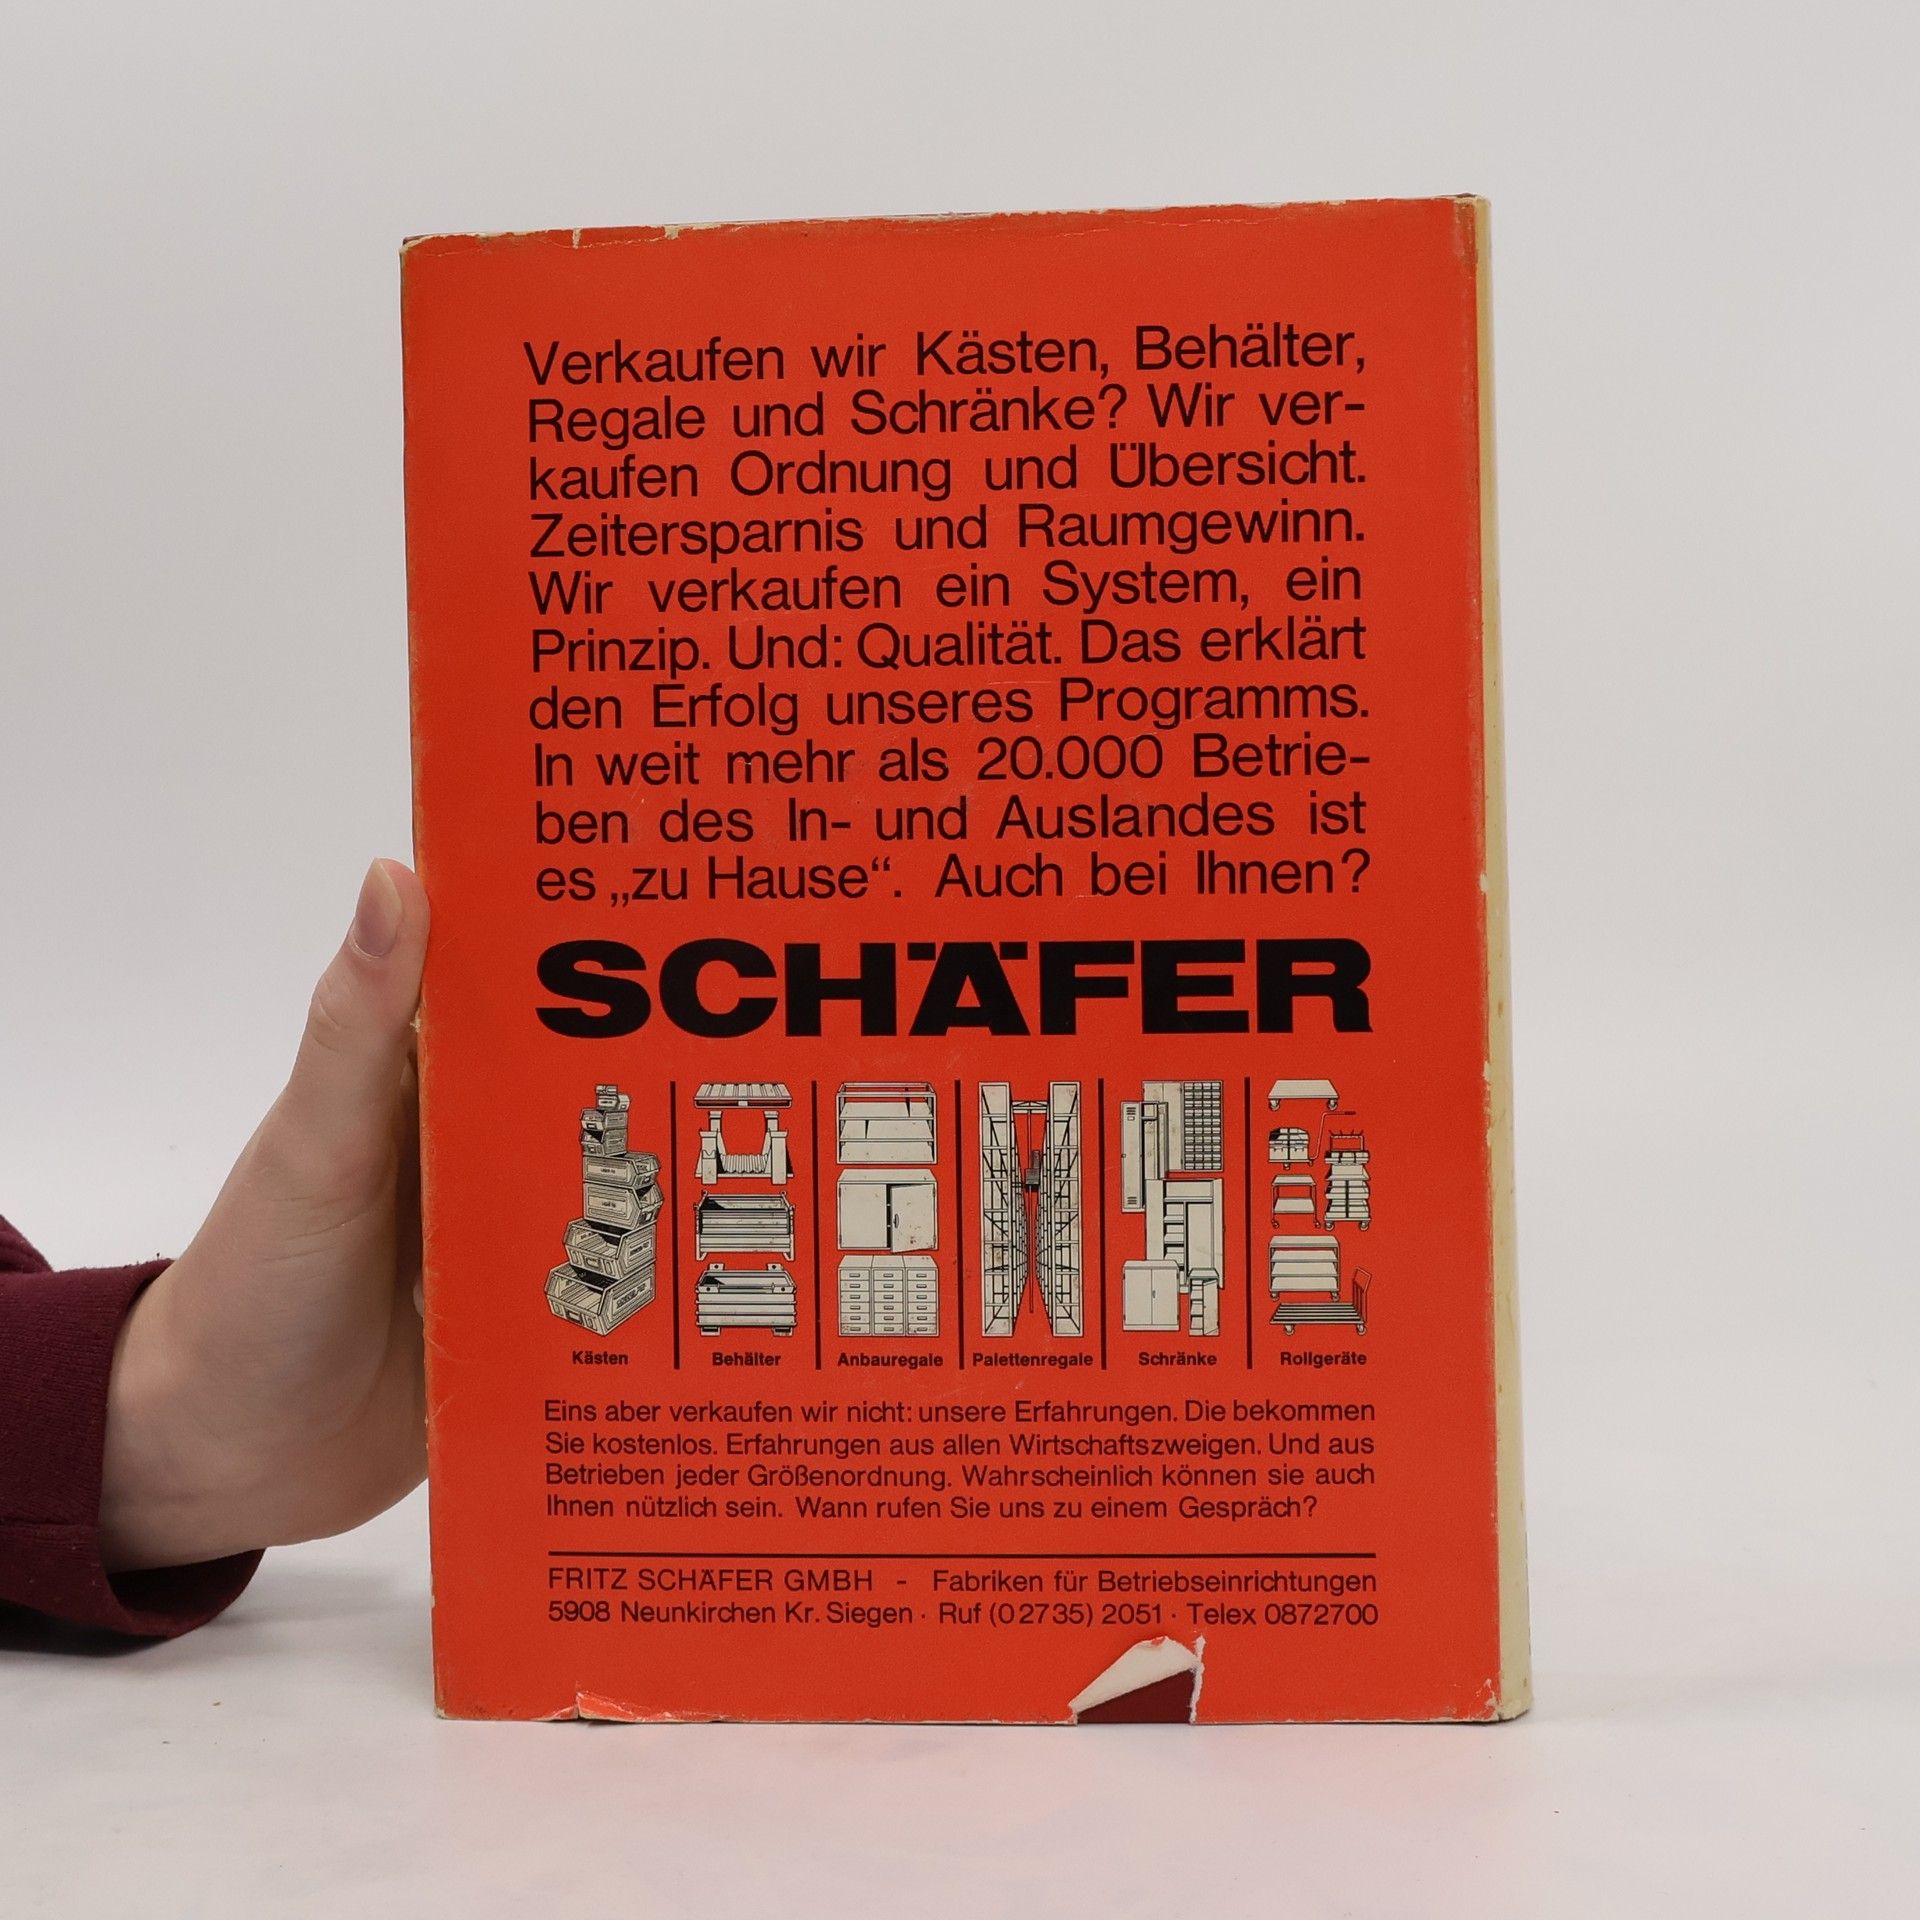 Verkaufen wir Kästen, Behälter,
Regale und Schränke? Wir ver-
kaufen Ordnung und Übersicht.
Zeitersparnis und Raumgewinn.
Wir verkaufen ein System, ein
Prinzip. Und: Qualität. Das erklärt
den Erfolg unseres Programms.
In weit mehr als 20.000 Betrie-
ben des In- und Auslandes ist
es „zu Hause“. Auch bei Ihnen?
SCHÄFER
Kästen
Behälter
Anbauregale
Palettenregale
Schränke
Rollgeräte
Eins aber verkaufen wir nicht: unsere Erfahrungen. Die bekommen
Sie kostenlos. Erfahrungen aus allen Wirtschaftszweigen. Und aus
Betrieben jeder Größenordnung. Wahrscheinlich können sie auch
Ihnen nützlich sein. Wann rufen Sie uns zu einem Gespräch?
FRITZ SCHÄFER GMBH - Fabriken für Betriebseinrichtungen
5908 Neunkirchen Kr. Siegen · Ruf (02735) 2051 · Telex 0872700